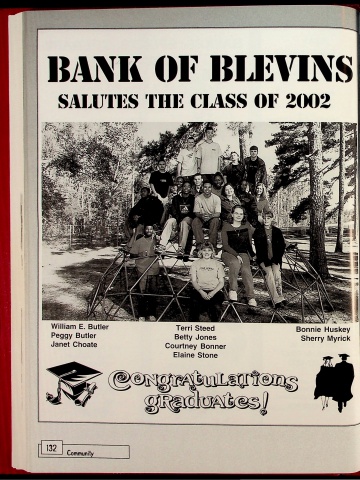 BANK OF BLEVINS
SALUTES THE CLASS OF 2002
William E. Butler
Peggy Butler
Janet Choate
Terri Steed
Betty Jones
Courtney Bonner
Elaine Stone
Bonnie Huskey
Sherry Myrick
CONGRATULATIONS
GRADUATES!
132 Community